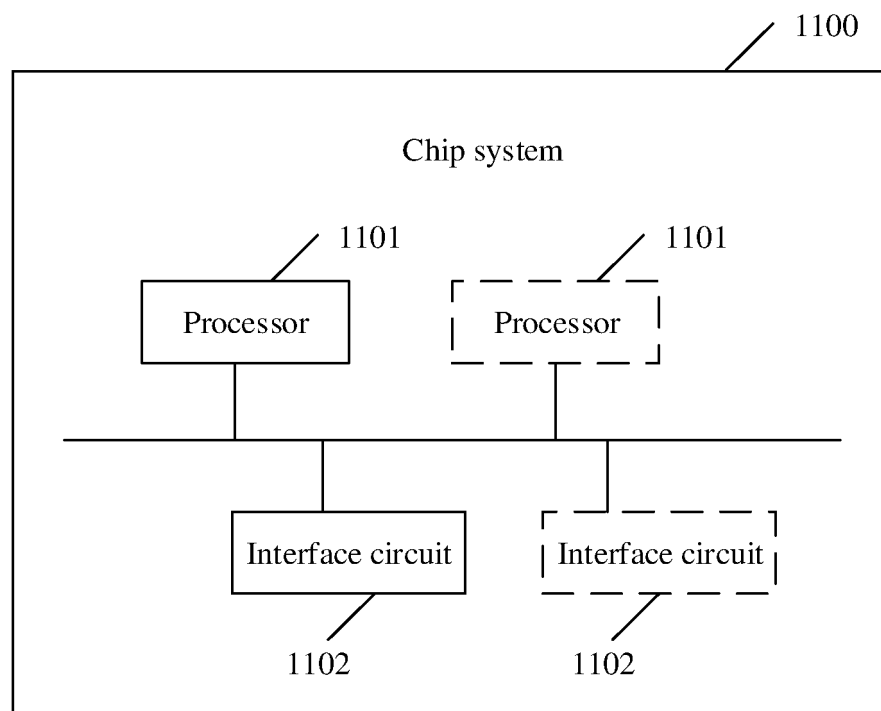 1100
Chip system
1101
1101
Processor
Processor
Interface circuit
Interface circuit
1102
1102